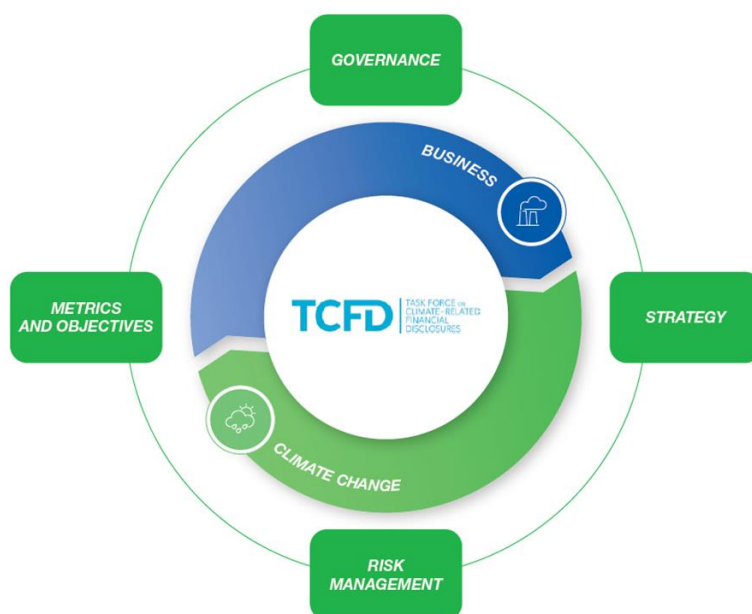 GOVERNANCE
BUSINESS
METRICS
AND OBJECTIVES
TCFD
TASK FORCE ON
CLIMATE-RELATED
FINANCIAL
DISCLOSURES
STRATEGY
CLIMATE CHANGE
RISK
MANAGEMENT